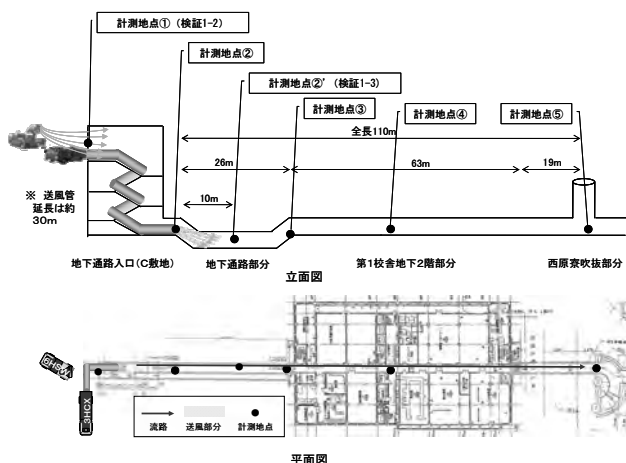 計測地点①(検証1-2)
計測地点②
計測地点②'(検証1-3)
計測地点③
計測地点④
計測地点⑤
全長110m
26m
63m
19m
10m
※ 送風管
延長は約
30m
地下通路入口(C敷地)
地下通路部分
第1校舎地下2階部分
西原寮吹抜部分
立面図
3HCX
流路
送風部分
計測地点
平面図